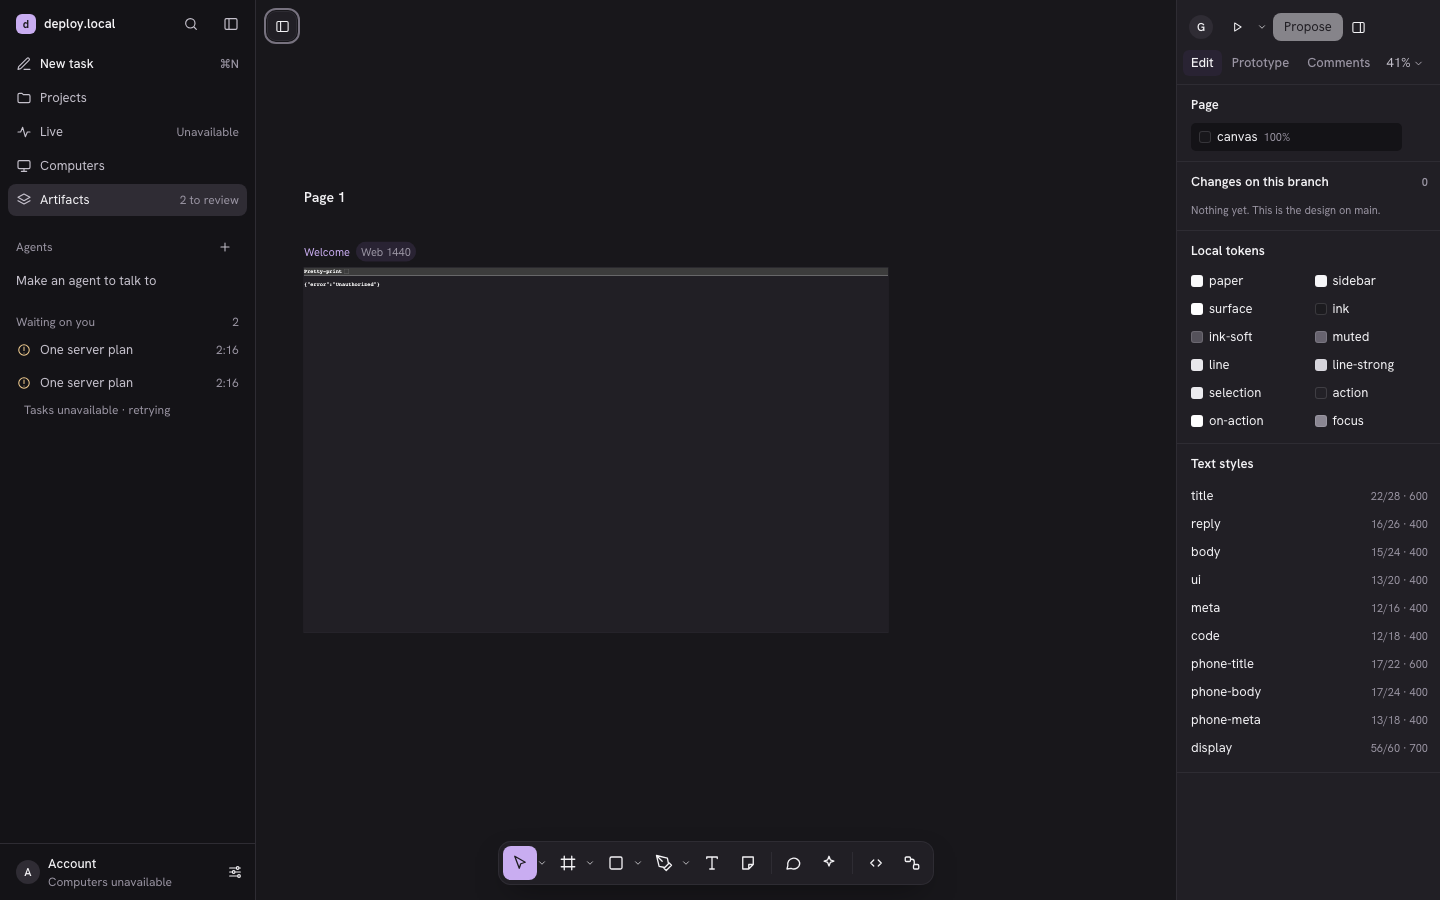 d deploy.local
New task ⌘N
Projects
Live Unavailable
Computers
Artifacts 2 to review
Agents
Make an agent to talk to
Waiting on you 2
One server plan 2:16
One server plan 2:16
Tasks unavailable · retrying
A Account
Computers unavailable
Page 1
Welcome Web 1440
Pretty-print
{"error":"Unauthorized"}
G Propose
Edit Prototype Comments 41%
Page
canvas 100%
Changes on this branch 0
Nothing yet. This is the design on main.
Local tokens
paper sidebar
surface ink
ink-soft muted
line line-strong
selection action
on-action focus
Text styles
title 22/28 · 600
reply 16/26 · 400
body 15/24 · 400
ui 13/20 · 400
meta 12/16 · 400
code 12/18 · 400
phone-title 17/22 · 600
phone-body 17/24 · 400
phone-meta 13/18 · 400
display 56/60 · 700